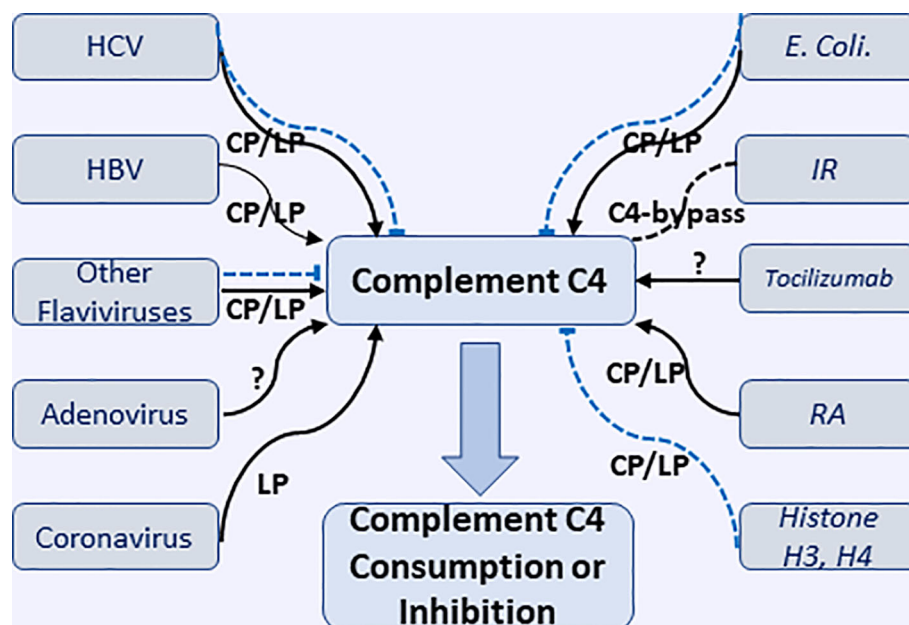 HCV
CP/LP
HBV
CP/LP
Other
Flaviviruses
CP/LP
Adenovirus
?
Coronavirus
LP
Complement C4
Complement C4
Consumption or
Inhibition
E. Coli.
CP/LP
IR
C4-bypass
Tocilizumab
?
RA
CP/LP
Histone
H3, H4
CP/LP